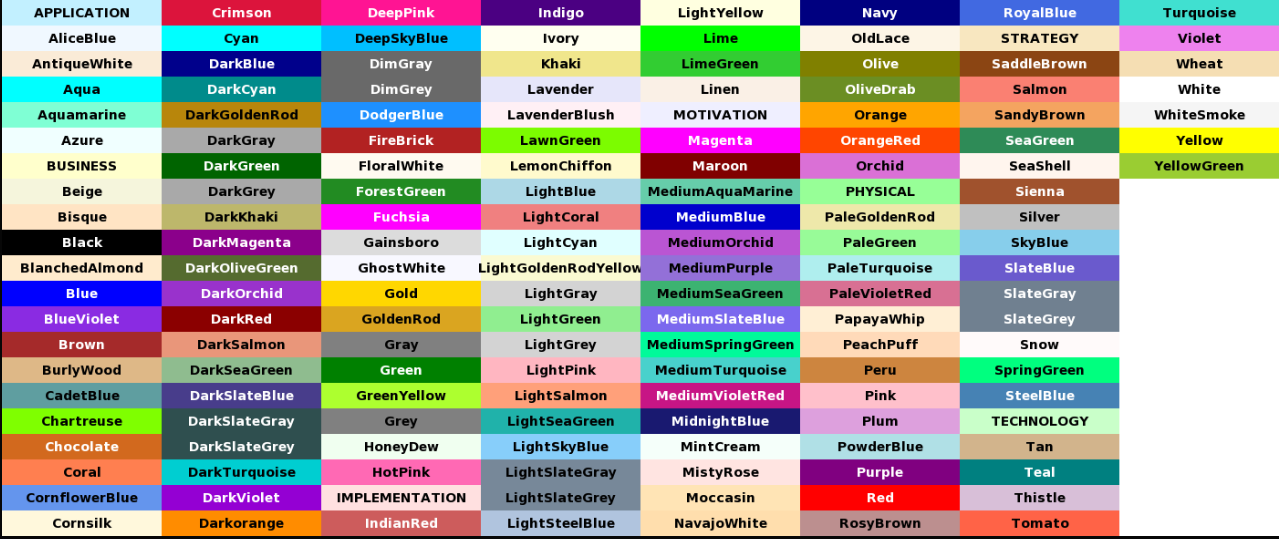 APPLICATION
AliceBlue
AntiqueWhite
Aqua
Aquamarine
Azure
BUSINESS
Beige
Bisque
Black
BlanchedAlmond
Blue
BlueViolet
Brown
BurlyWood
CadetBlue
Chartreuse
Chocolate
Coral
CornflowerBlue
Cornsilk
Crimson
Cyan
DarkBlue
DarkCyan
DarkGoldenRod
DarkGray
DarkGreen
DarkGrey
DarkKhaki
DarkMagenta
DarkOliveGreen
DarkOrchid
DarkRed
DarkSalmon
DarkSeaGreen
DarkSlateBlue
DarkSlateGray
DarkSlateGrey
DarkTurquoise
DarkViolet
Darkorange
DeepPink
DeepSkyBlue
DimGray
DimGrey
DodgerBlue
FireBrick
FloralWhite
ForestGreen
Fuchsia
Gainsboro
GhostWhite
Gold
GoldenRod
Gray
Green
GreenYellow
Grey
HoneyDew
HotPink
IMPLEMENTATION
IndianRed
Indigo
Ivory
Khaki
Lavender
LavenderBlush
LawnGreen
LemonChiffon
LightBlue
LightCoral
LightCyan
LightGoldenRodYellow
LightGray
LightGreen
LightGrey
LightPink
LightSalmon
LightSeaGreen
LightSkyBlue
LightSlateGray
LightSlateGrey
LightSteelBlue
LightYellow
Lime
LimeGreen
Linen
MOTIVATION
Magenta
Maroon
MediumAquaMarine
MediumBlue
MediumOrchid
MediumPurple
MediumSeaGreen
MediumSlateBlue
MediumSpringGreen
MediumTurquoise
MediumVioletRed
MidnightBlue
MintCream
MistyRose
Moccasin
NavajoWhite
Navy
OldLace
Olive
OliveDrab
Orange
OrangeRed
Orchid
PHYSICAL
PaleGoldenRod
PaleGreen
PaleTurquoise
PaleVioletRed
PapayaWhip
PeachPuff
Peru
Pink
Plum
PowderBlue
Purple
Red
RosyBrown
RoyalBlue
STRATEGY
SaddleBrown
Salmon
SandyBrown
SeaGreen
SeaShell
Sienna
Silver
SkyBlue
SlateBlue
SlateGray
SlateGrey
Snow
SpringGreen
SteelBlue
TECHNOLOGY
Tan
Teal
Thistle
Tomato
Turquoise
Violet
Wheat
White
WhiteSmoke
Yellow
YellowGreen